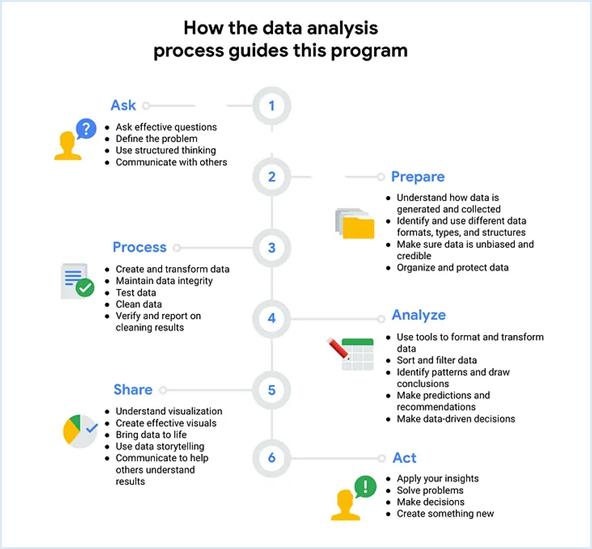 How the data analysis
process guides this program
Ask
1
• Ask effective questions
• Define the problem
• Use structured thinking
• Communicate with others
2
Prepare
• Understand how data is
generated and collected
• Identify and use different data
formats, types, and structures
• Make sure data is unbiased and
credible
• Organize and protect data
Process
3
• Create and transform data
• Maintain data integrity
• Test data
• Clean data
• Verify and report on
cleaning results
4
Analyze
• Use tools to format and transform
data
• Sort and filter data
• Identify patterns and draw
conclusions
• Make predictions and
recommendations
• Make data-driven decisions
Share
5
• Understand visualization
• Create effective visuals
• Bring data to life
• Use data storytelling
• Communicate to help
others understand
results
6
Act
• Apply your insights
• Solve problems
• Make decisions
• Create something new